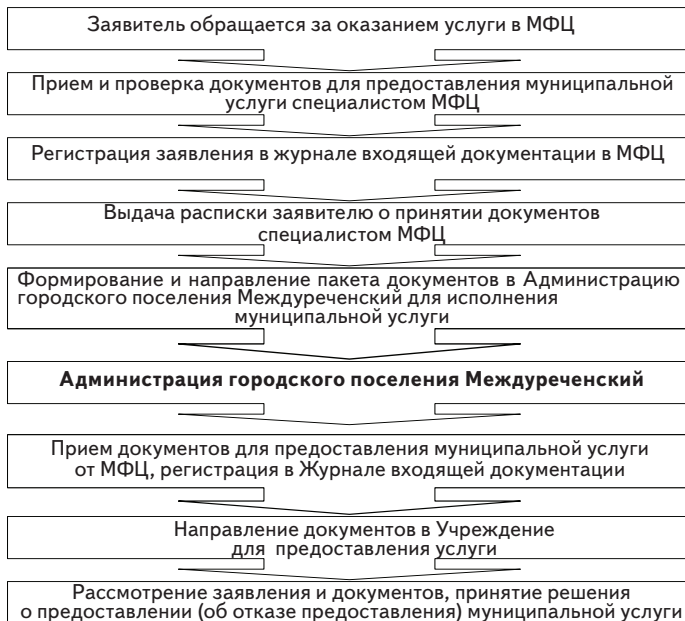 Заявитель обращается за оказанием услуги в МФЦ
Прием и проверка документов для предоставления муниципальной
услуги специалистом МФЦ
Регистрация заявления в журнале входящей документации в МФЦ
Выдача расписки заявителю о принятии документов
специалистом МФЦ
Формирование и направление пакета документов в Администрацию
городского поселения Междуреченский для исполнения
муниципальной услуги
Администрация городского поселения Междуреченский
Прием документов для предоставления муниципальной услуги
от МФЦ, регистрация в Журнале входящей документации
Направление документов в Учреждение
для предоставления услуги
Рассмотрение заявления и документов, принятие решения
о предоставлении (об отказе предоставления) муниципальной услуги